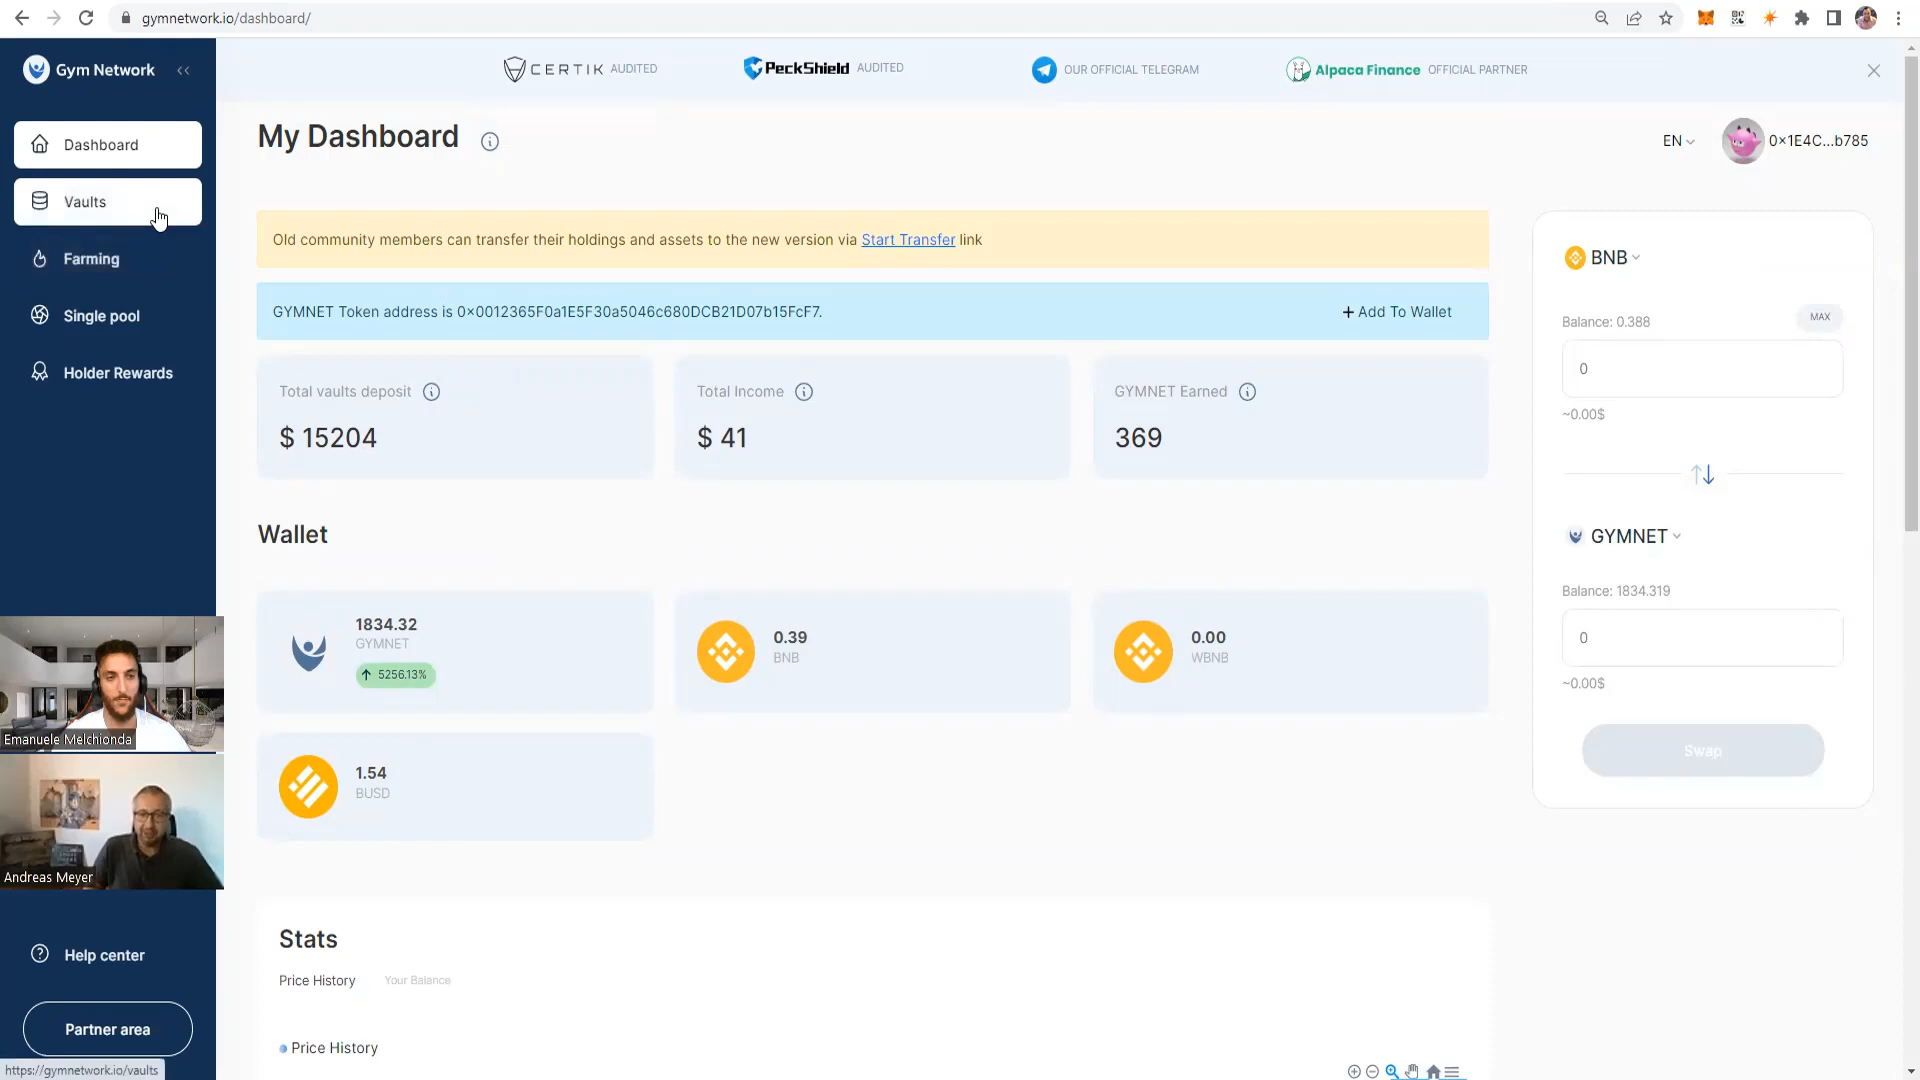 gymnetwork.io/dashboard/
Gym Network
CERTIK AUDITED
PeckShield AUDITED
OUR OFFICIAL TELEGRAM
Alpaca Finance OFFICIAL PARTNER
Dashboard
Vaults
Farming
Single pool
Holder Rewards
My Dashboard
EN
0×1E4C...b785
Old community members can transfer their holdings and assets to the new version via Start Transfer link
GYMNET Token address is 0×0012365F0a1E5F30a5046c680DCB21D07b15FcF7.
+ Add To Wallet
Total vaults deposit
$ 15204
Total Income
$ 41
GYMNET Earned
369
Wallet
1834.32
GYMNET
5256.13%
0.39
BNB
0.00
WBNB
1.54
BUSD
BNB
Balance: 0.388
MAX
0
~0.00$
GYMNET
Balance: 1834.319
0
~0.00$
Swap
Stats
Price History
Your Balance
Price History
Emanuele Melchionda
Andreas Meyer
Help center
Partner area
https://gymnetwork.io/vaults